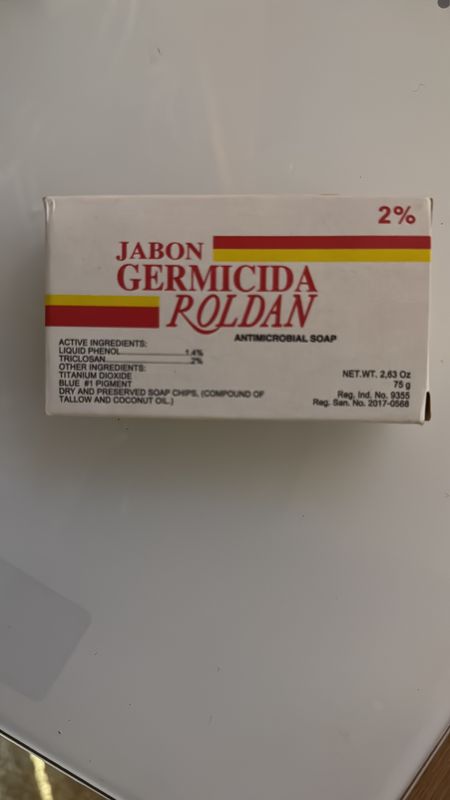 2%
JABON
GERMICIDA
ROLDAN
ANTIMICROBIAL SOAP
ACTIVE INGREDIENTS:
LIQUID PHENOL 1.4%
TRICLOSAN 2%
OTHER INGREDIENTS:
TITANIUM DIOXIDE
BLUE #1 PIGMENT
DRY AND PRESERVED SOAP CHIPS, (COMPOUND OF
TALLOW AND COCONUT OIL.)
NET.WT. 2,63 Oz
75 g
Reg. Ind. No. 9355
Reg. San. No. 2017-0568